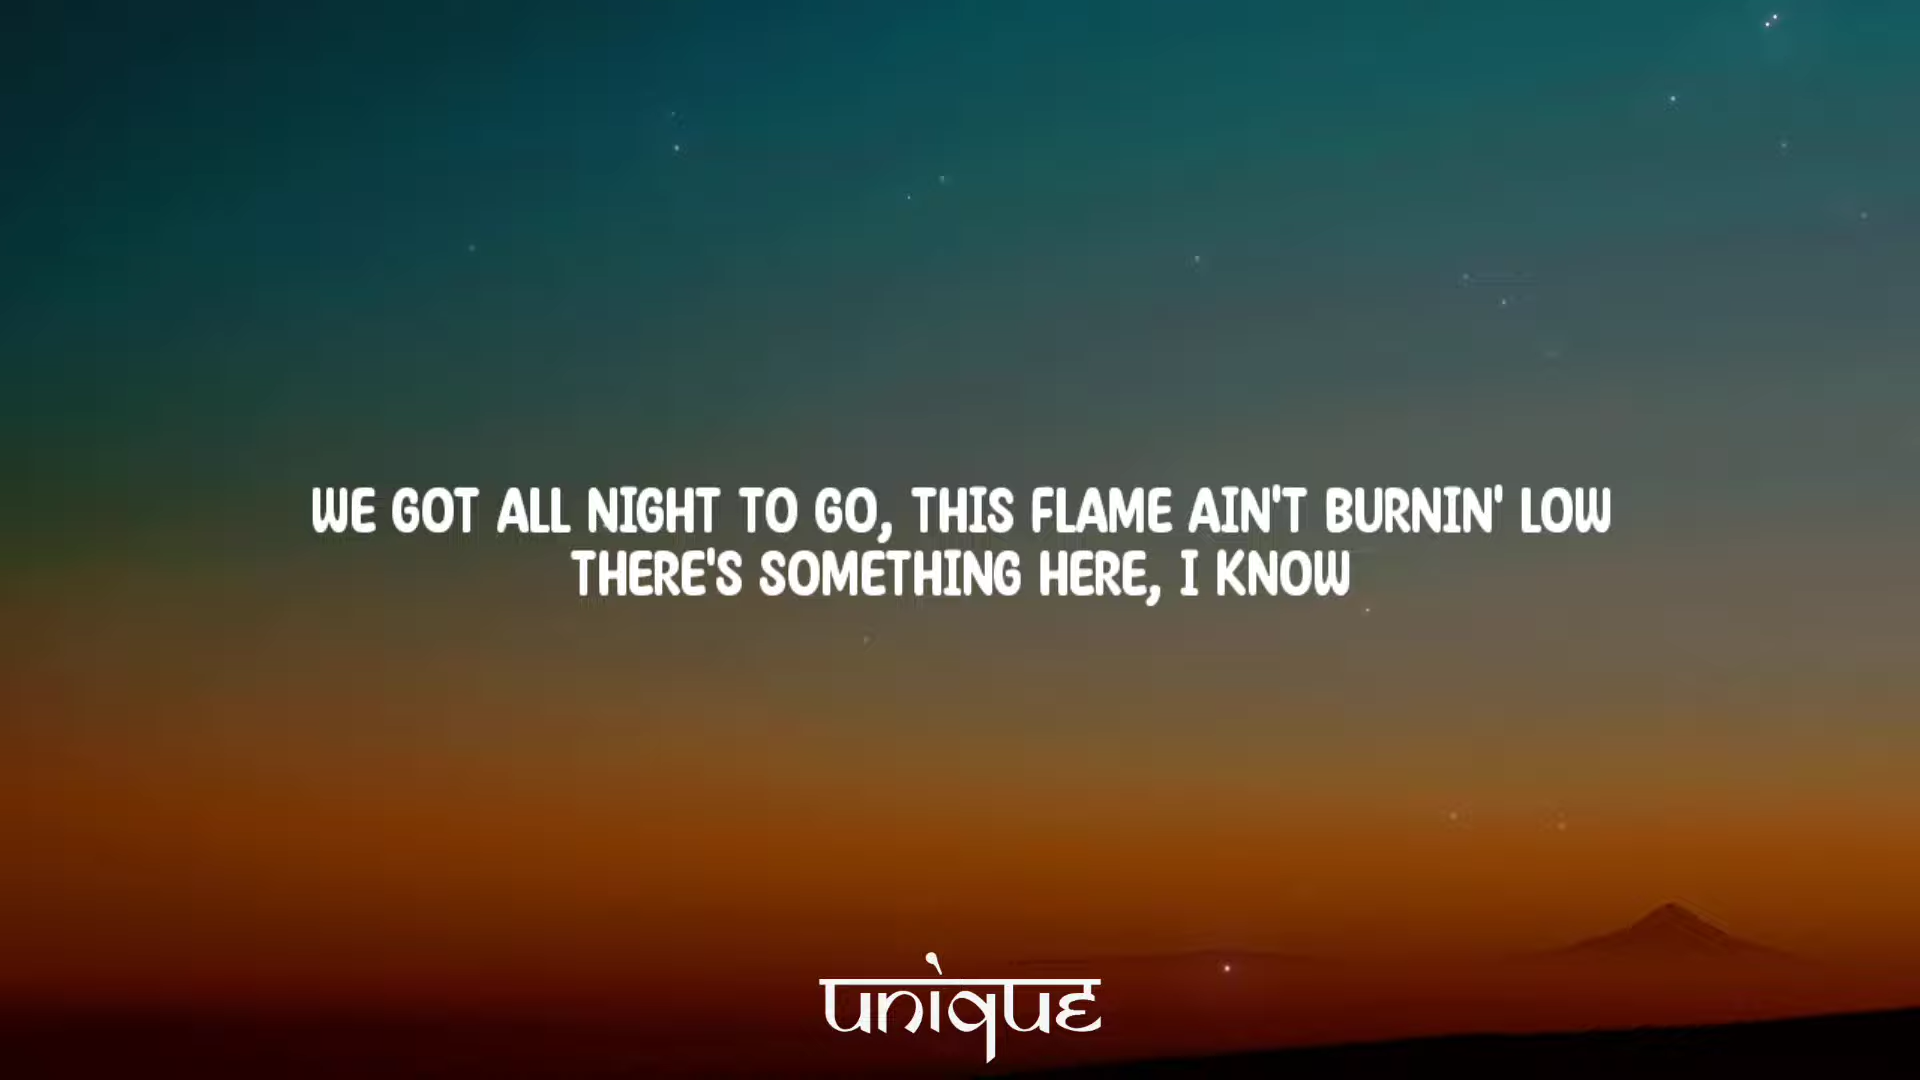 WE GOT ALL NIGHT TO GO, THIS FLAME AIN'T BURNIN' LOW
THERE'S SOMETHING HERE, I KNOW
unique